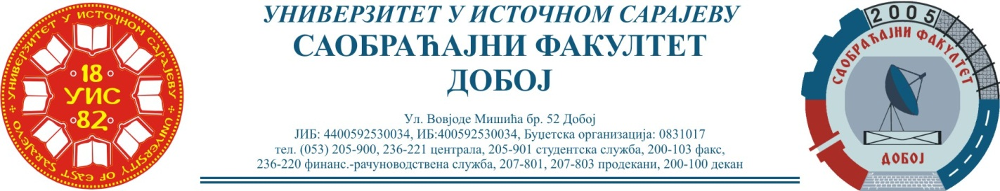 УНИВЕРЗИТЕТ У ИСТОЧНОМ САРАЈЕВУ
САОБРАЋАЈНИ ФАКУЛТЕТ
ДОБОЈ
Ул. Вовјоде Мишића бр. 52 Добој
ЈИБ: 4400592530034, ИБ:400592530034, Буџетска организација: 0831017
тел. (053) 205-900, 236-221 централа, 205-901 студентска служба, 200-103 факс,
236-220 финанс.-рачуноводствена служба, 207-801, 207-803 продекани, 200-100 декан
УНИВЕРЗИТЕТ У ИСТОЧНОМ САРАЈЕВУ
UNIVERSITY OF EAST SARAJEVO
18
УИС
82
2005
САОБРАЋАЈНИ ФАКУЛТЕТ
ДОБОЈ